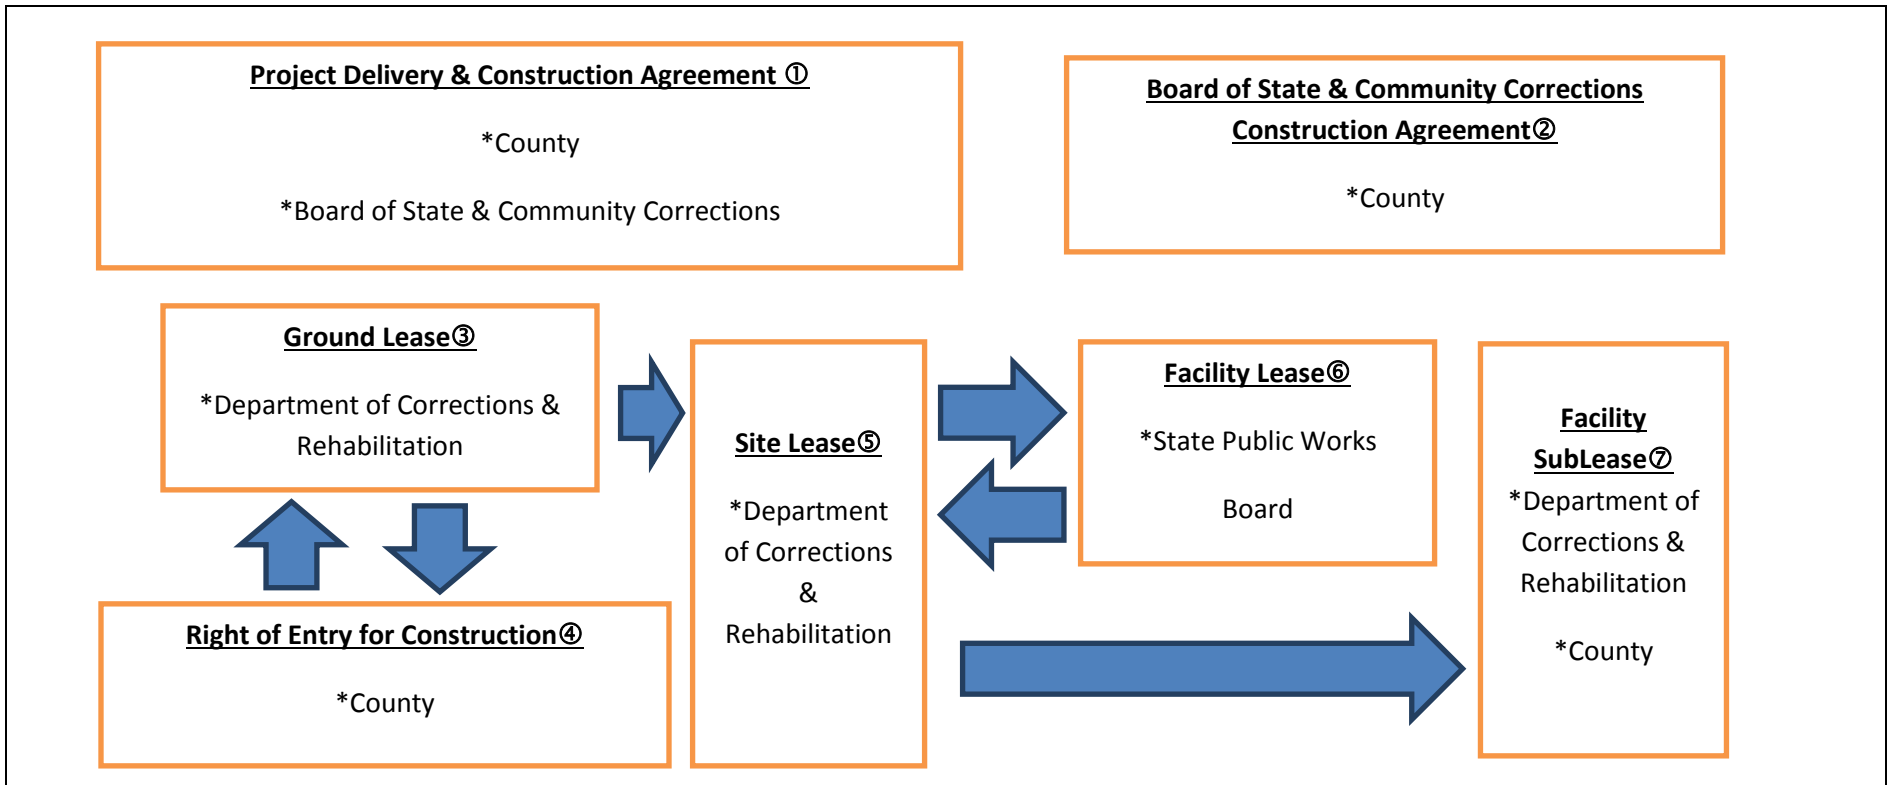 Project Delivery & Construction Agreement ①
*County
*Board of State & Community Corrections
Board of State & Community Corrections
Construction Agreement②
*County
Ground Lease③
*Department of Corrections &
Rehabilitation
Right of Entry for Construction④
*County
Site Lease⑤
*Department
of Corrections
&
Rehabilitation
Facility Lease⑥
*State Public Works
Board
Facility
SubLease⑦
*Department of
Corrections &
Rehabilitation
*County